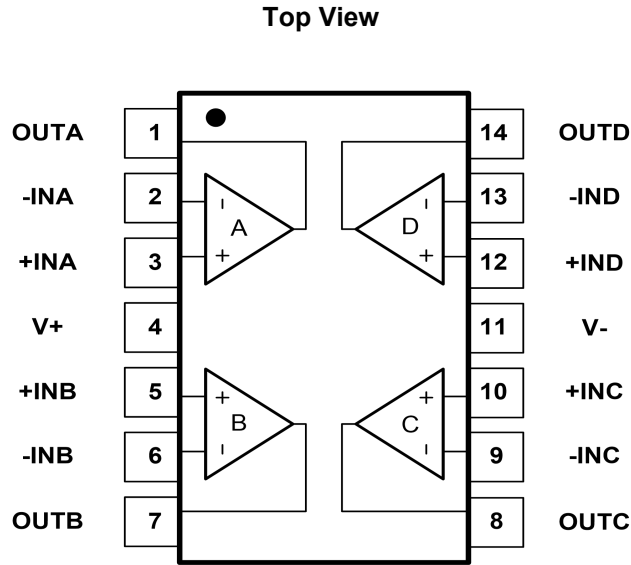 Top View
OUTA 1 14 OUTD
-INA 2 - - 13 -IND
A D
+INA 3 + + 12 +IND
V+ 4 11 V-
+INB 5 + + 10 +INC
B C
-INB 6 - - 9 -INC
OUTB 7 8 OUTC